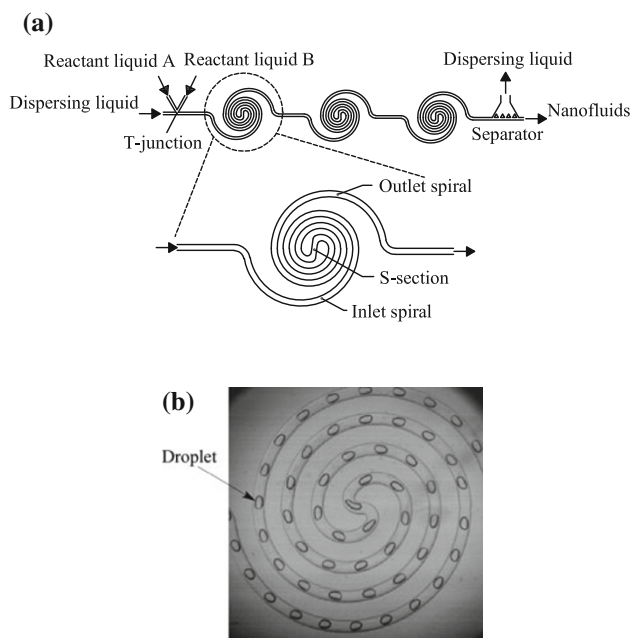 (a)
Reactant liquid A
Reactant liquid B
Dispersing liquid
T-junction
Dispersing liquid
Nanofluids
Separator
Outlet spiral
S-section
Inlet spiral
(b)
Droplet